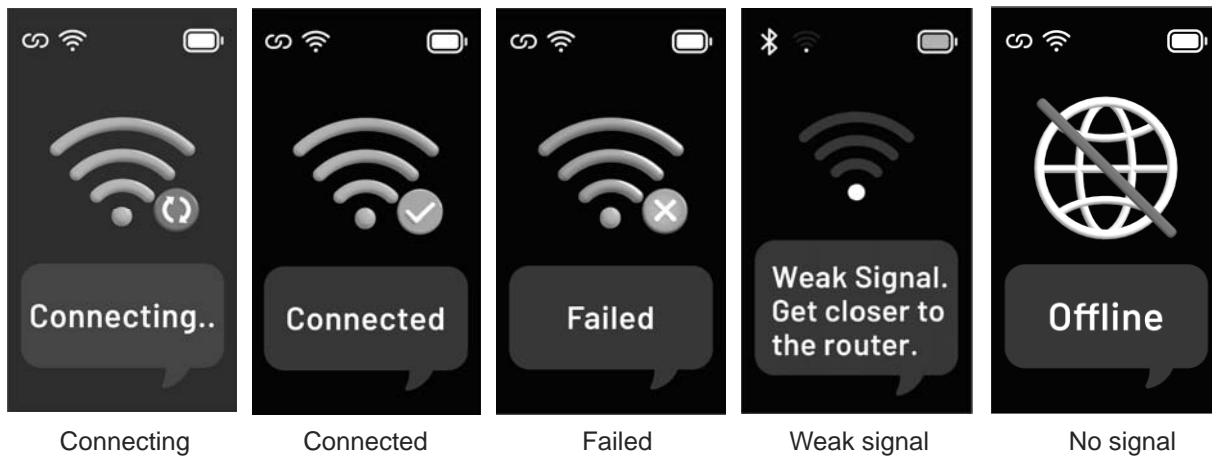 Connecting..
Connected
Failed
Weak Signal.
Get closer to
the router.
Offline
Connecting
Connected
Failed
Weak signal
No signal